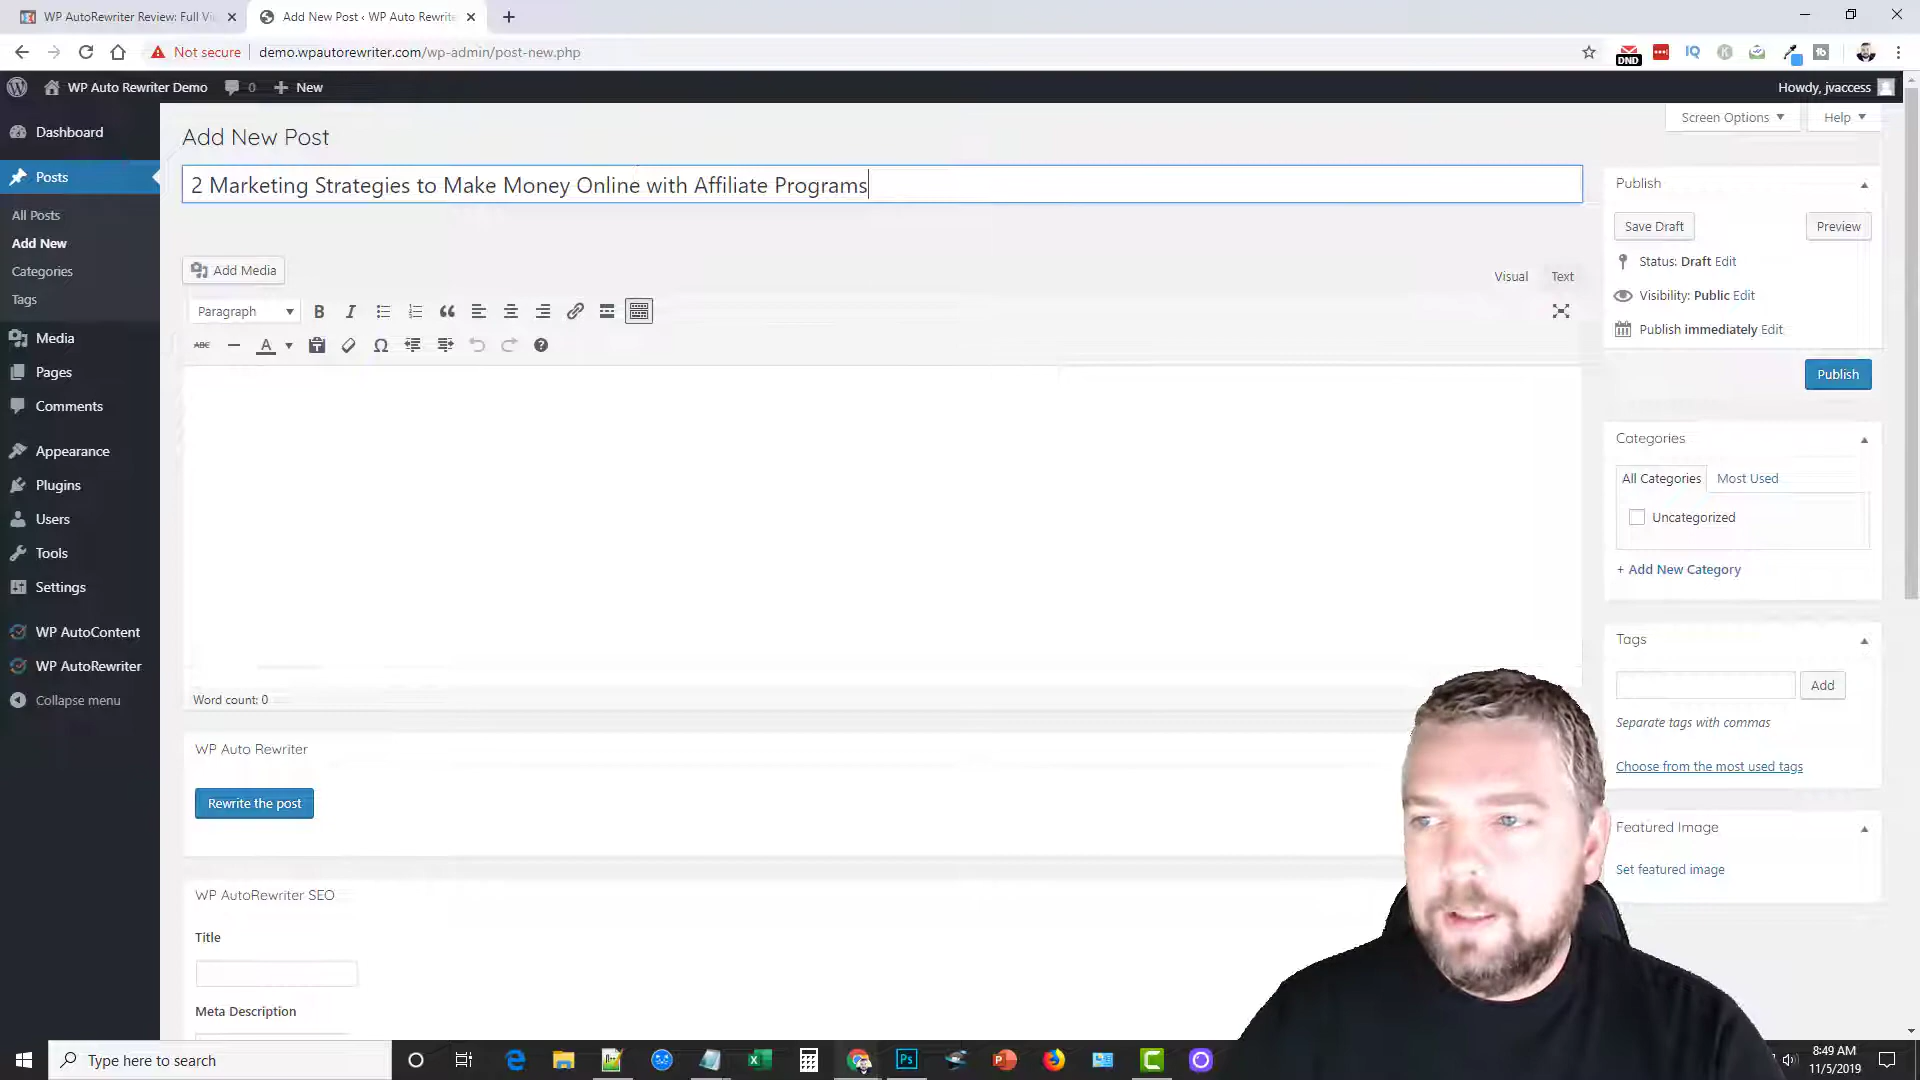 WP AutoRewriter Review: Full Vi
Add New Post ‹ WP Auto Rewrite
Not secure
demo.wpautorewriter.com/wp-admin/post-new.php
DND
WP Auto Rewriter Demo
0
New
Howdy, jvaccess
Dashboard
Posts
All Posts
Add New
Categories
Tags
Media
Pages
Comments
Appearance
Plugins
Users
Tools
Settings
WP AutoContent
WP AutoRewriter
Collapse menu
Screen Options
Help
Add New Post
2 Marketing Strategies to Make Money Online with Affiliate Programs
Add Media
Visual
Text
Paragraph
B
I
ABC
A
Ω
Word count: 0
WP Auto Rewriter
Rewrite the post
WP AutoRewriter SEO
Title
Meta Description
Publish
Save Draft
Preview
Status: Draft Edit
Visibility: Public Edit
Publish immediately Edit
Publish
Categories
All Categories
Most Used
Uncategorized
+ Add New Category
Tags
Add
Separate tags with commas
Choose from the most used tags
Featured Image
Set featured image
Type here to search
8:49 AM
11/5/2019